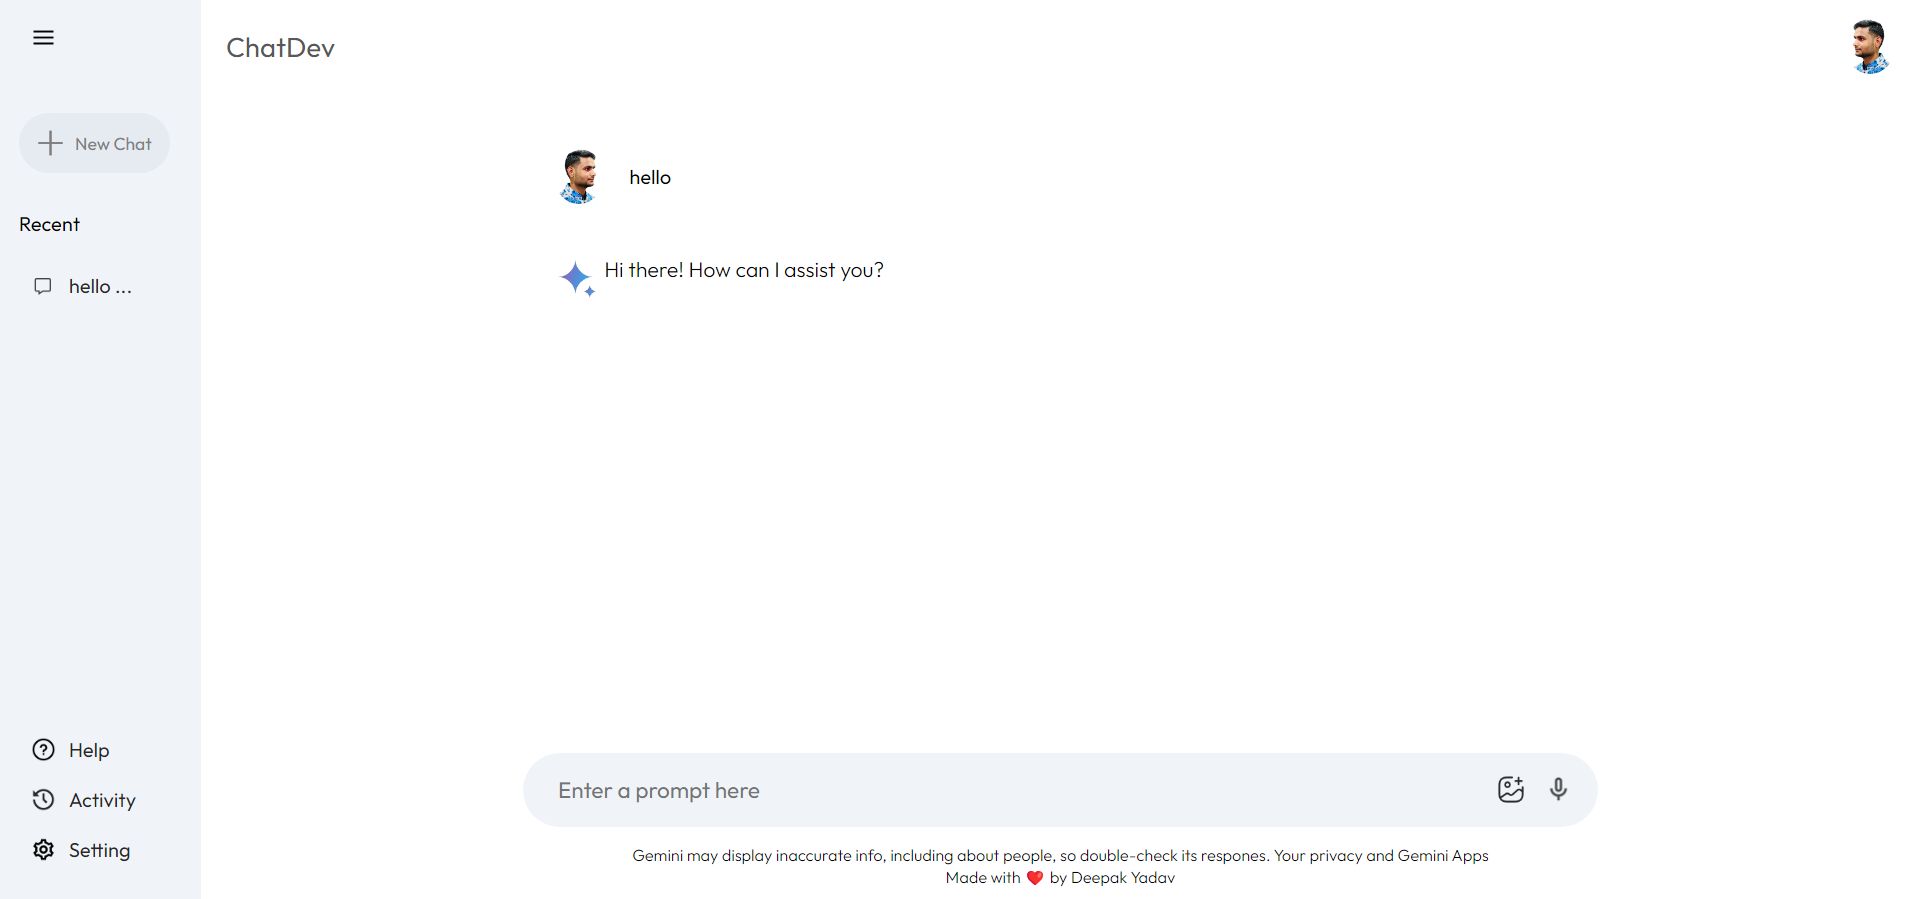 ChatDev
New Chat
Recent
hello ...
Help
Activity
Setting
hello
Hi there! How can I assist you?
Enter a prompt here
Gemini may display inaccurate info, including about people, so double-check its respones. Your privacy and Gemini Apps
Made with ❤️ by Deepak Yadav